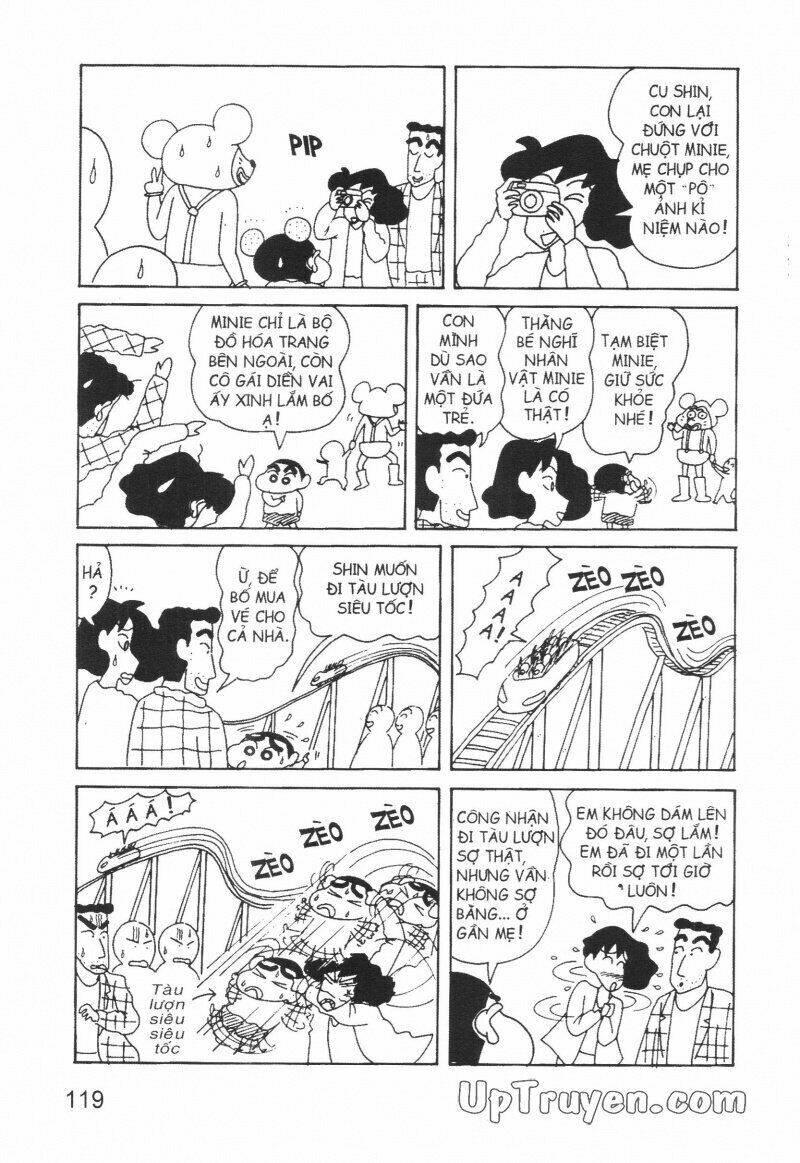 CU SHIN,
CON LẠI
ĐỨNG VỚI
CHUỘT MINIE,
MẸ CHỤP CHO
MỘT "PÔ"
ẢNH KỈ
NIỆM NÀO!
PIP
TẠM BIỆT
MINIE,
GIỮ SỨC
KHỎE
NHÉ!
THẰNG
BÉ NGHĨ
NHÂN
VẬT MINIE
LÀ CÓ
THẬT!
CON
MÌNH
DÙ SAO
VẪN LÀ
MỘT ĐỨA
TRẺ.
MINIE CHỈ LÀ BỘ
ĐỒ HÓA TRANG
BÊN NGOÀI, CÒN
CÔ GÁI DIỄN VAI
ẤY XINH LẮM BỐ
Ạ!
ZÈO ZÈO
ZÈO
A A A A!
SHIN MUỐN
ĐI TÀU LƯỢN
SIÊU TỐC!
Ừ, ĐỂ
BỐ MUA
VÉ CHO
CẢ NHÀ.
HẢ
?
EM KHÔNG DÁM LÊN
ĐÓ ĐÂU, SỢ LẮM!
EM ĐÃ ĐI MỘT LẦN
RỒI SỢ TỚI GIỜ
LUÔN!
CÔNG NHẬN
ĐI TÀU LƯỢN
SỢ THẬT,
NHƯNG VẪN
KHÔNG SỢ
BẰNG... Ở
GẦN MẸ!
ZÈO
ZÈO
ZÈO
Á Á Á!
Tàu
lượn
siêu
siêu
tốc
119
UpTruyen.com